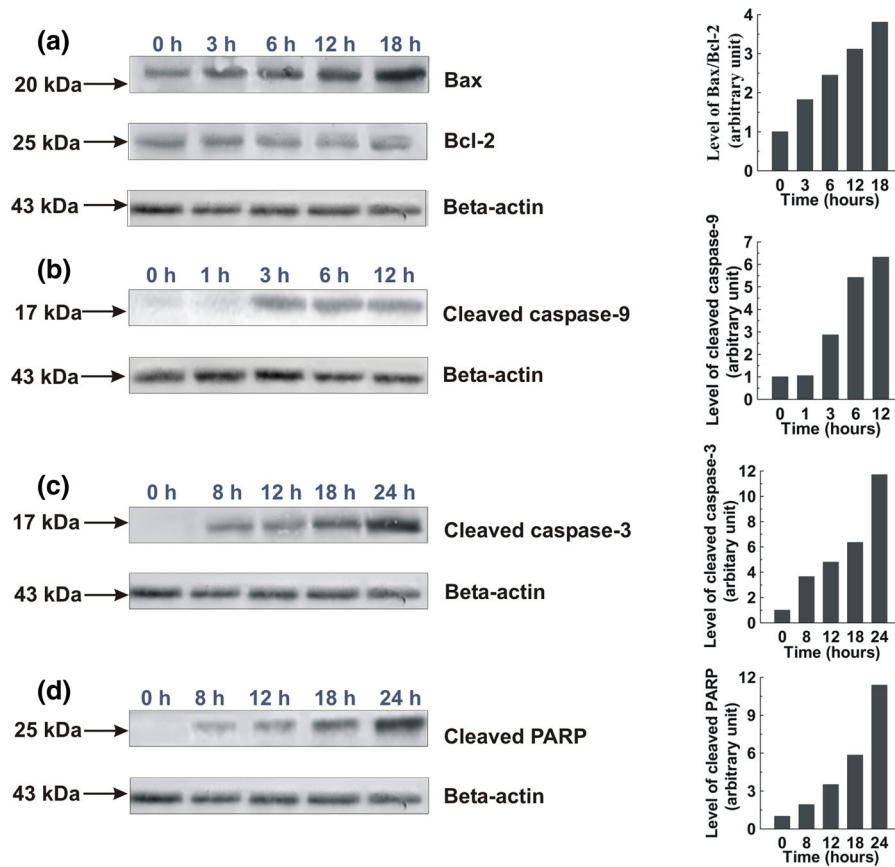 (a)
0 h 3 h 6 h 12 h 18 h
20 kDa
Bax
25 kDa
Bcl-2
43 kDa
Beta-actin
Level of Bax/Bcl-2
(arbitrary unit)
4
3
2
1
0
0 3 6 12 18
Time (hours)
(b)
0 h 1 h 3 h 6 h 12 h
17 kDa
Cleaved caspase-9
43 kDa
Beta-actin
Level of cleaved caspase-9
(arbitrary unit)
7
6
5
4
3
2
1
0
0 1 3 6 12
Time (hours)
(c)
0 h 8 h 12 h 18 h 24 h
17 kDa
Cleaved caspase-3
43 kDa
Beta-actin
Level of cleaved caspase-3
(arbitary unit)
12
10
8
6
4
2
0
0 8 12 18 24
Time (hours)
(d)
0 h 8 h 12 h 18 h 24 h
25 kDa
Cleaved PARP
43 kDa
Beta-actin
Level of cleaved PARP
(arbitrary unit)
12
9
6
3
0
0 8 12 18 24
Time (hours)